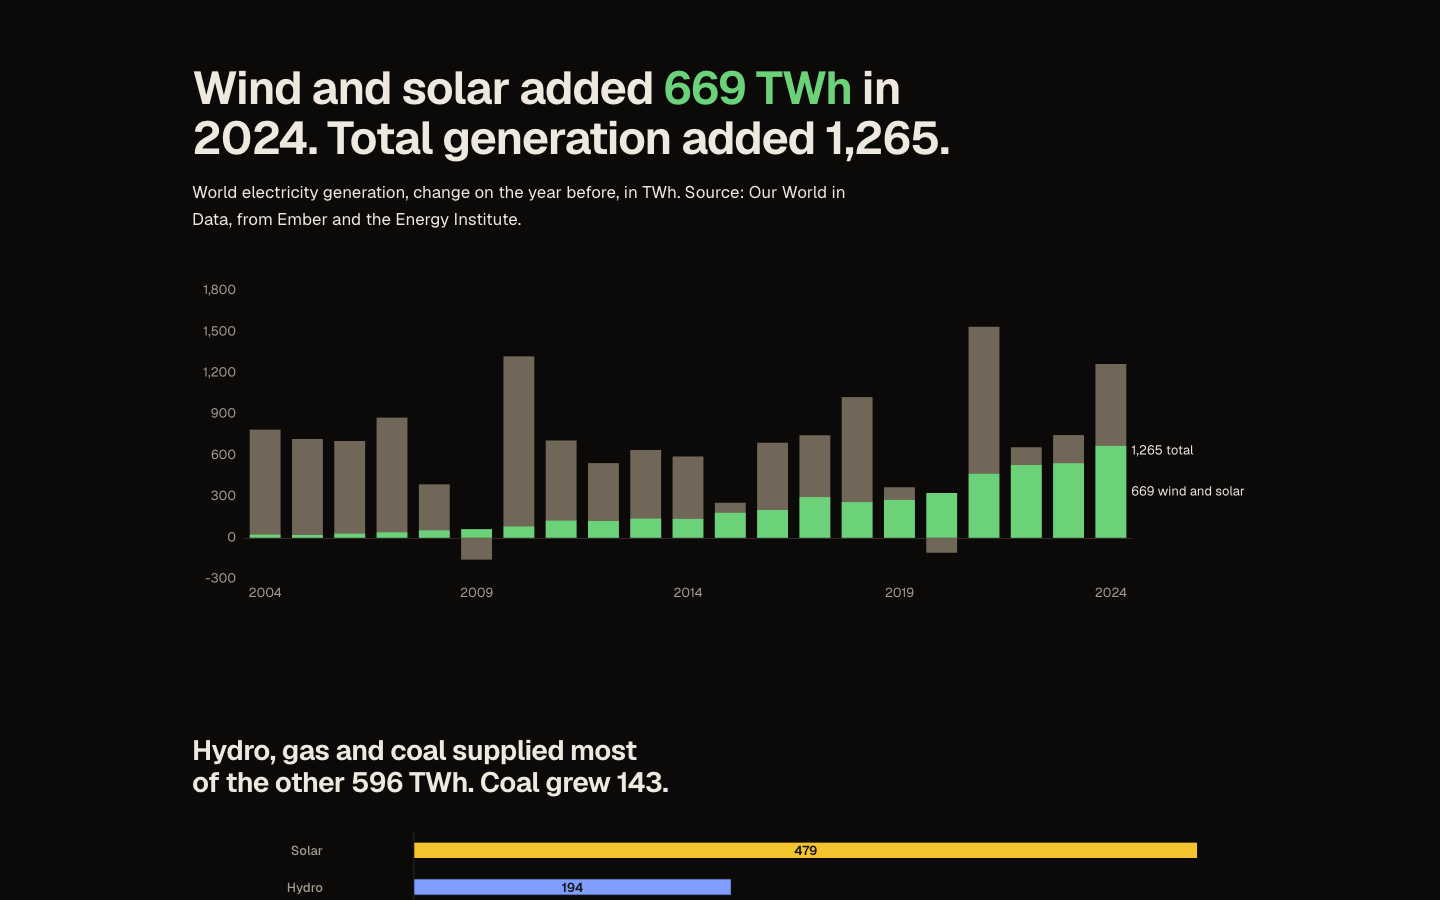 Wind and solar added 669 TWh in
2024. Total generation added 1,265.
World electricity generation, change on the year before, in TWh. Source: Our World in
Data, from Ember and the Energy Institute.
1,800
1,500
1,200
900
600
300
0
-300
1,265 total
669 wind and solar
2004
2009
2014
2019
2024
Hydro, gas and coal supplied most
of the other 596 TWh. Coal grew 143.
Solar
479
Hydro
194